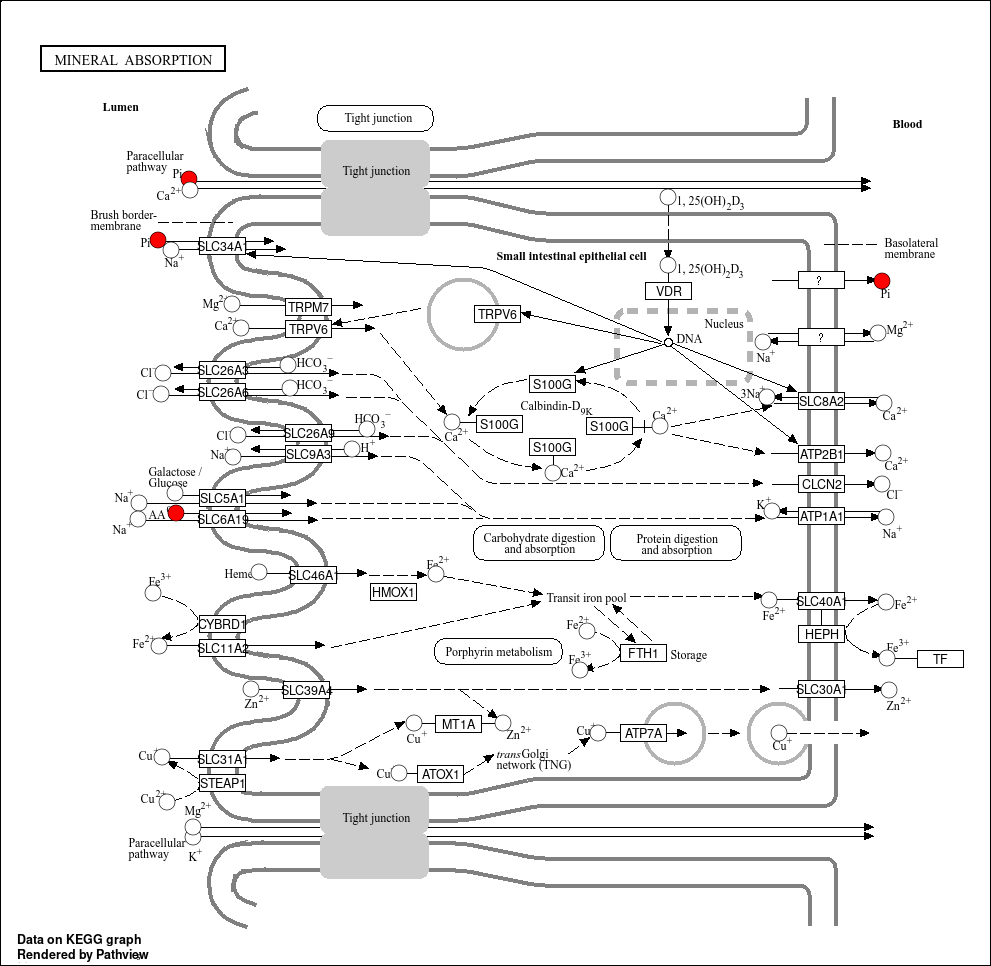 MINERAL ABSORPTION
Lumen
Tight junction
Blood
Paracellular
pathway
Pi
Ca2+
Tight junction
Brush border-
membrane
Pi
Na+
SLC34A1
1, 25(OH)2D3
Small intestinal epithelial cell
Basolateral
membrane
1, 25(OH)2D3
VDR
?
Pi
Mg2+
TRPM7
Ca2+
TRPV6
TRPV6
Nucleus
DNA
?
Mg2+
Na+
Cl−
SLC26A3
HCO3−
Cl−
SLC26A6
HCO3−
S100G
Calbindin-D9K
3Na+
SLC8A2
Ca2+
Cl−
SLC26A9
HCO3−
Ca2+
S100G
S100G
Ca2+
Na+
SLC9A3
H+
S100G
Ca2+
ATP2B1
Ca2+
Galactose /
Glucose
Na+
SLC5A1
CLCN2
Cl−
AA
Na+
SLC6A19
K+
ATP1A1
Na+
Carbohydrate digestion
and absorption
Protein digestion
and absorption
Heme
SLC46A1
HMOX1
Fe2+
Fe3+
Transit iron pool
Fe2+
SLC40A1
Fe2+
CYBRD1
HEPH
Fe2+
SLC11A2
Porphyrin metabolism
Fe2+
Fe3+
FTH1
Storage
Fe3+
TF
Zn2+
SLC39A4
SLC30A1
Zn2+
Cu+
MT1A
Zn2+
Cu+
ATP7A
Cu+
Cu+
SLC31A1
Cu
ATOX1
transGolgi
network (TNG)
STEAP1
Cu2+
Mg2+
Tight junction
Paracellular
pathway
K+
Data on KEGG graph
Rendered by Pathview